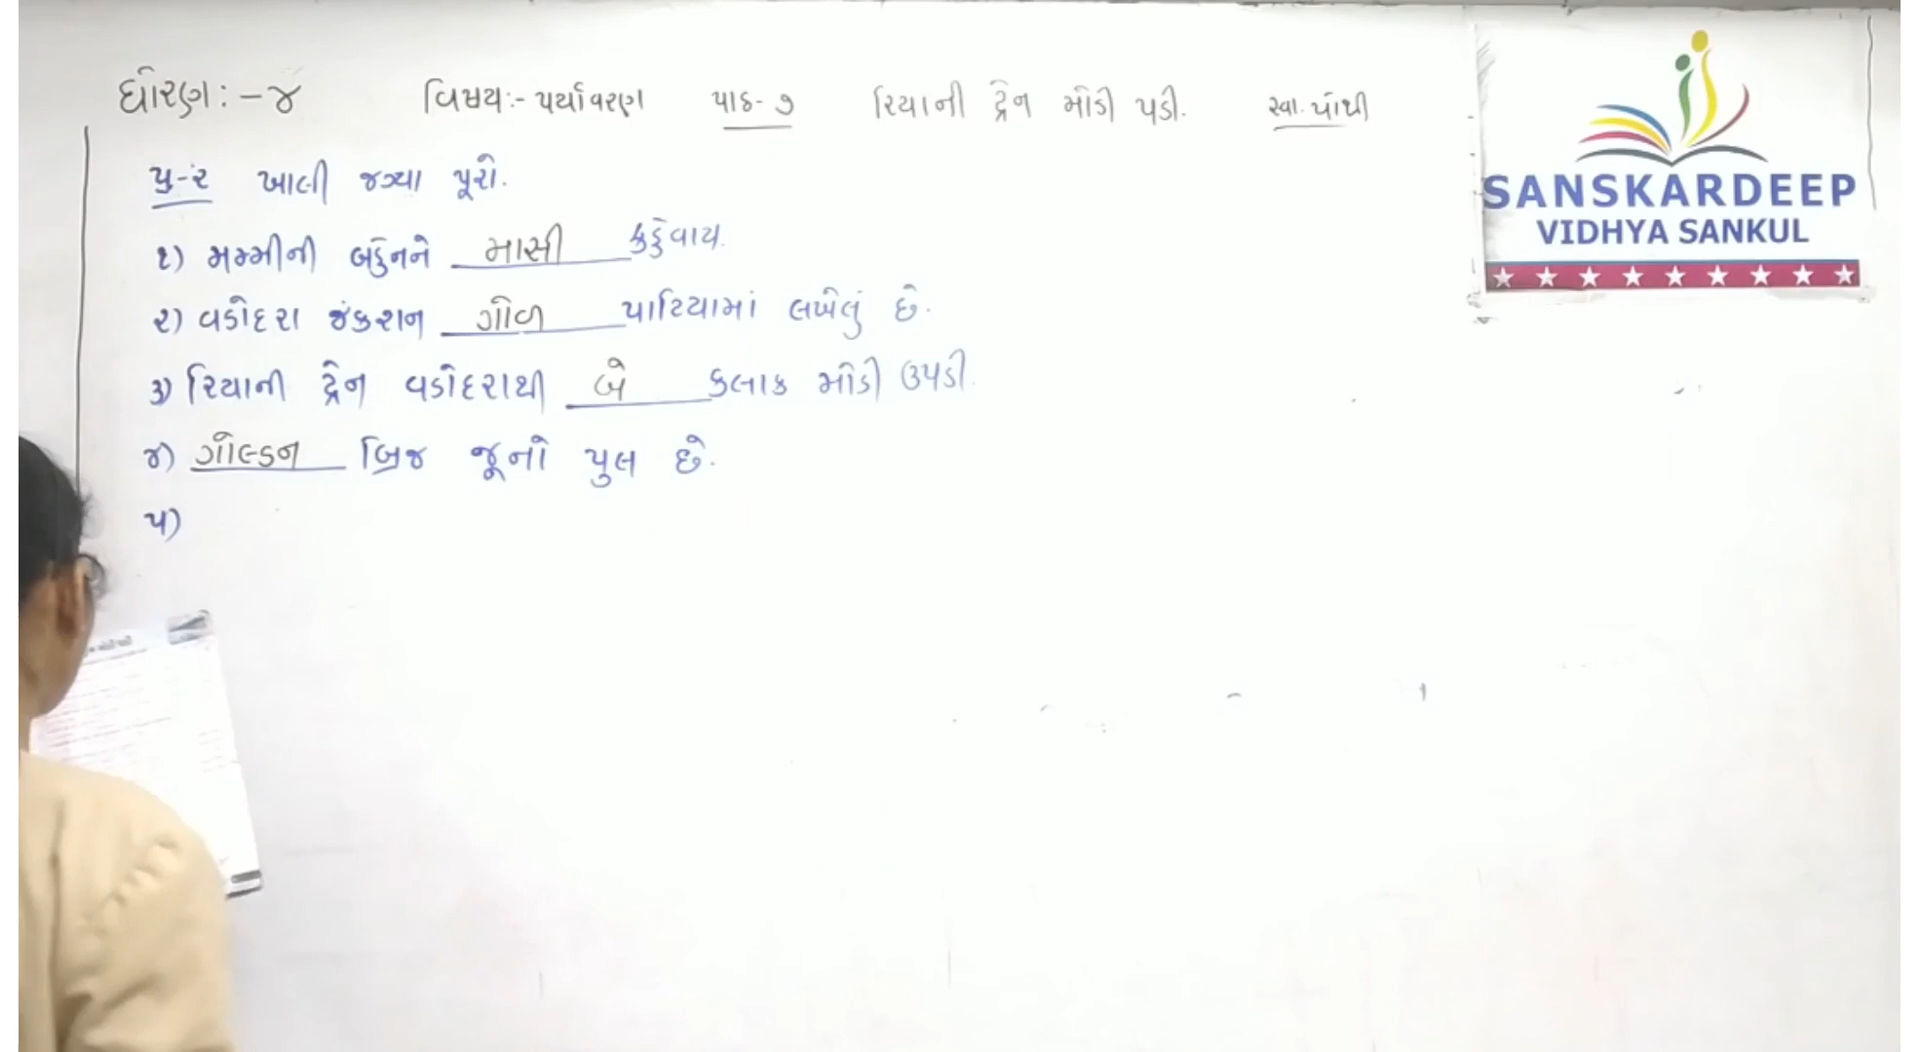 ધોરણ:-૪ વિષય:- પર્યાવરણ પાઠ-૭ રિયાની ટ્રેન મોડી પડી. સ્વા. પોથી
પ્ર-૨ ખાલી જગ્યા પૂરો.
૧) મમ્મીની બહેનને માસી કહેવાય.
૨) વડોદરા જંકશન ગોળ પાટિયામાં લખેલું છે.
૩) રિયાની ટ્રેન વડોદરાથી બે કલાક મોડી ઉપડી.
૪) ગોલ્ડન બ્રિજ જૂનો પુલ છે.
૫)
SANSKARDEEP
VIDHYA SANKUL